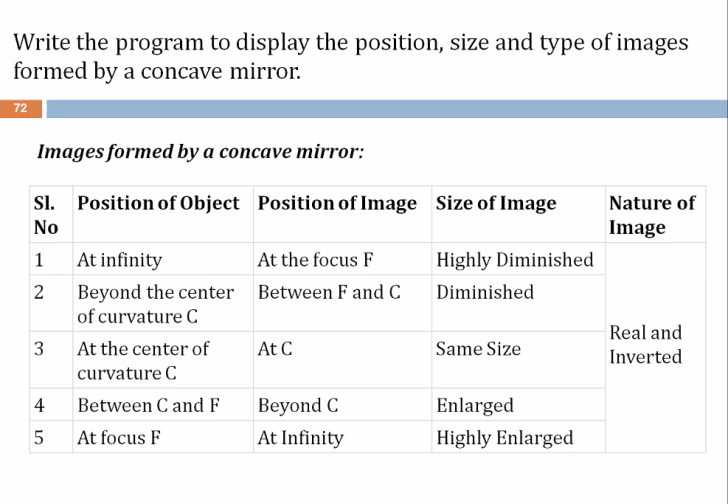 Write the program to display the position, size and type of images
formed by a concave mirror.
72
Images formed by a concave mirror:
Sl. No Position of Object Position of Image Size of Image Nature of Image
1 At infinity At the focus F Highly Diminished Real and Inverted
2 Beyond the center of curvature C Between F and C Diminished
3 At the center of curvature C At C Same Size
4 Between C and F Beyond C Enlarged
5 At focus F At Infinity Highly Enlarged